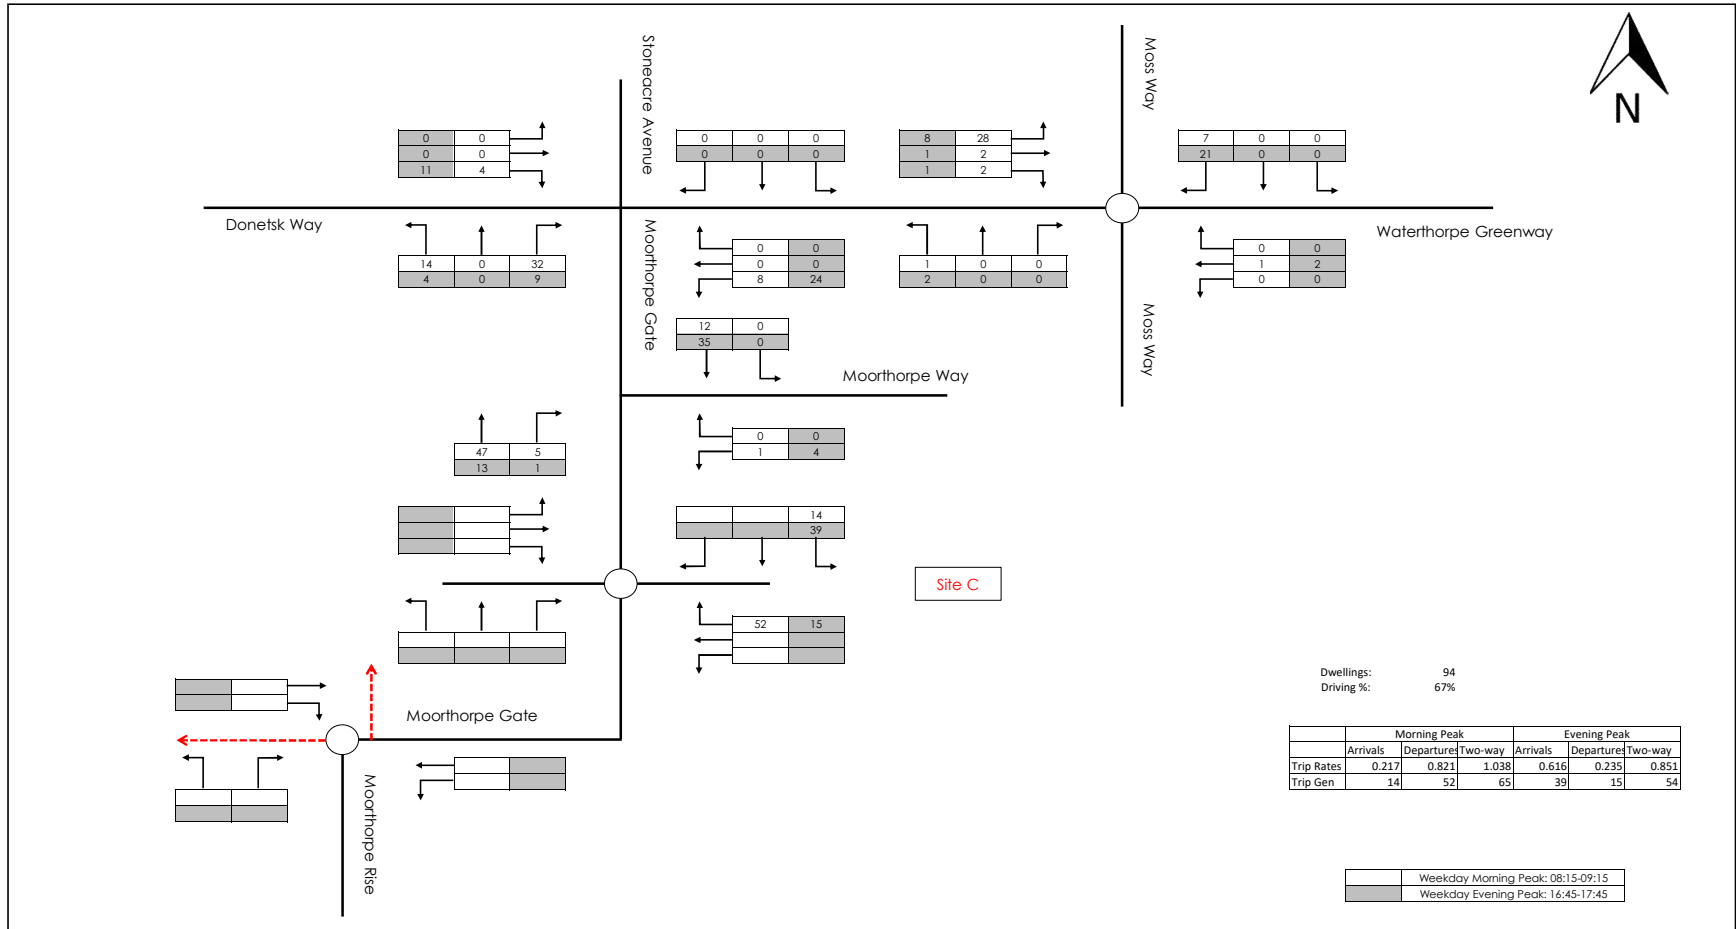 Stoneacre Avenue
Moss Way
N
0 0
0 0
11 4
0 0 0
0 0 0
8 28
1 2
1 2
7 0 0
21 0 0
Donetsk Way
Moorthorpe Gate
Waterthorpe Greenway
14 0 32
4 0 9
0 0
0 0
8 24
1 0 0
2 0 0
0 0
1 2
0 0
Moss Way
12 0
35 0
Moorthorpe Way
47 5
13 1
0 0
1 4
14
39
Site C
52 15
Moorthorpe Gate
Moorthorpe Rise
Dwellings: 94
Driving %: 67%
Morning Peak Evening Peak
Arrivals Departures Two-way Arrivals Departures Two-way
Trip Rates 0.217 0.821 1.038 0.616 0.235 0.851
Trip Gen 14 52 65 39 15 54
Weekday Morning Peak: 08:15-09:15
Weekday Evening Peak: 16:45-17:45